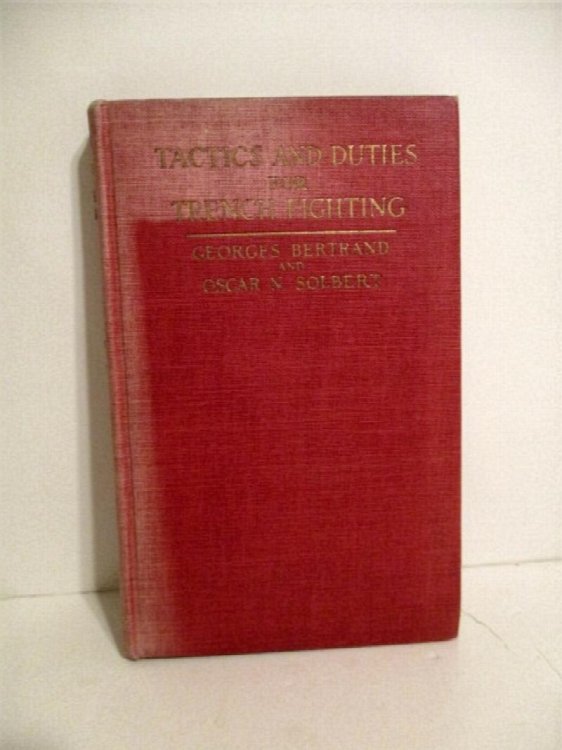 TACTICS AND DUTIES
FOR
TRENCH FIGHTING
GEORGES BERTRAND
AND
OSCAR N. SOLBERT